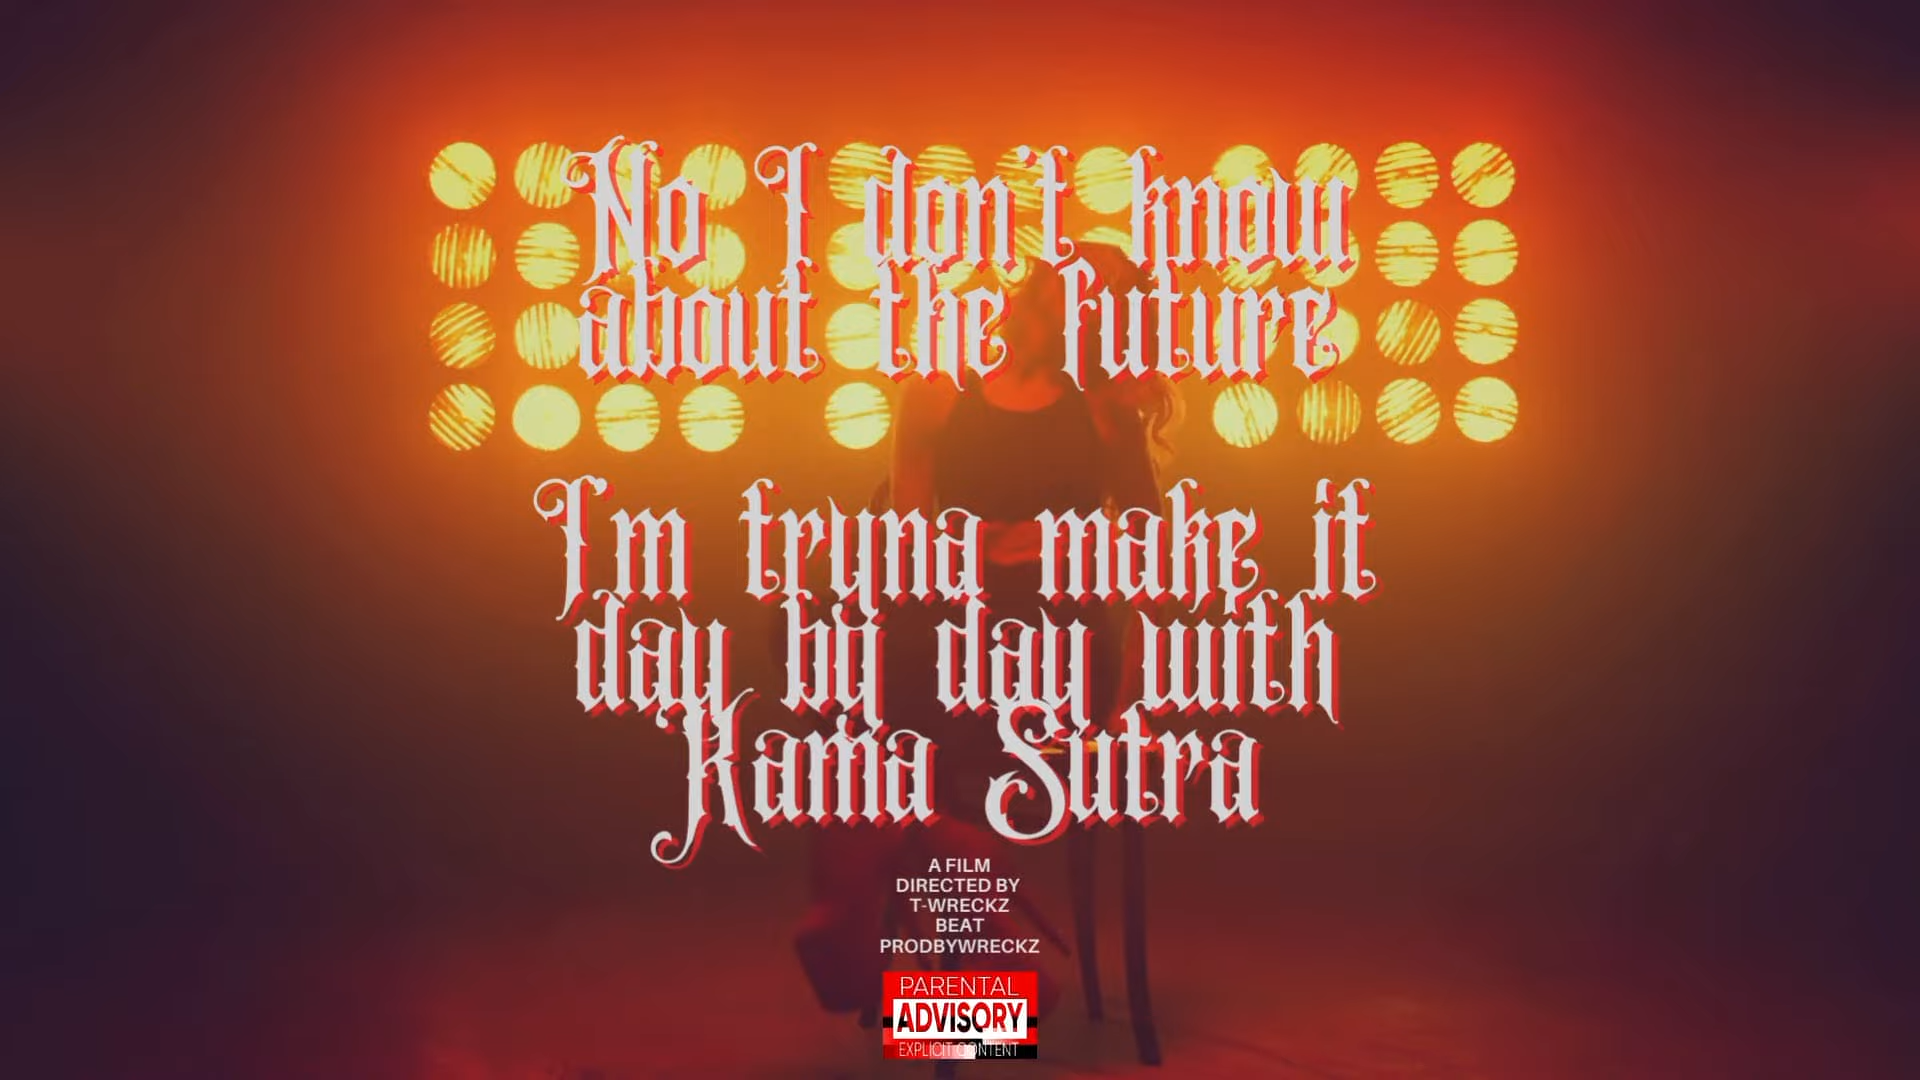 No I don't know
about the future
I'm tryna make it
day by day with
Kama Sutra
A FILM
DIRECTED BY
T-WRECKZ
BEAT
PRODBYWRECKZ
PARENTAL
ADVISORY
EXPLICIT CONTENT